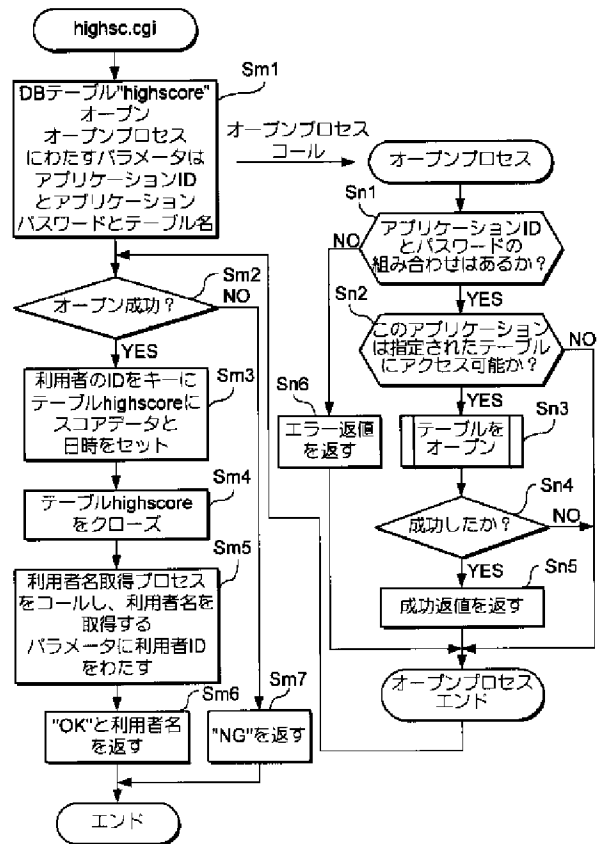 highsc.cgi
Sm1
DBテーブル"highscore"
オープン
オープンプロセス
にわたすパラメータは
アプリケーションID
とアプリケーション
パスワードとテーブル名
Sm2
オープン成功？
NO
YES
Sm3
利用者のIDをキーに
テーブルhighscoreに
スコアデータと
日時をセット
Sm4
テーブルhighscore
をクローズ
Sm5
利用者名取得プロセス
をコールし、利用者名を
取得する
パラメータに利用者ID
をわたす
Sm6
"OK"と利用者名
を返す
Sm7
"NG"を返す
エンド
オープンプロセス
コール
オープンプロセス
Sn1
アプリケーションID
とパスワードの
組み合わせはあるか？
NO
YES
Sn2
このアプリケーション
は指定されたテーブル
にアクセス可能か？
NO
YES
Sn6
エラー返値
を返す
Sn3
テーブルを
オープン
Sn4
成功したか？
NO
YES
Sn5
成功返値を返す
オープンプロセス
エンド